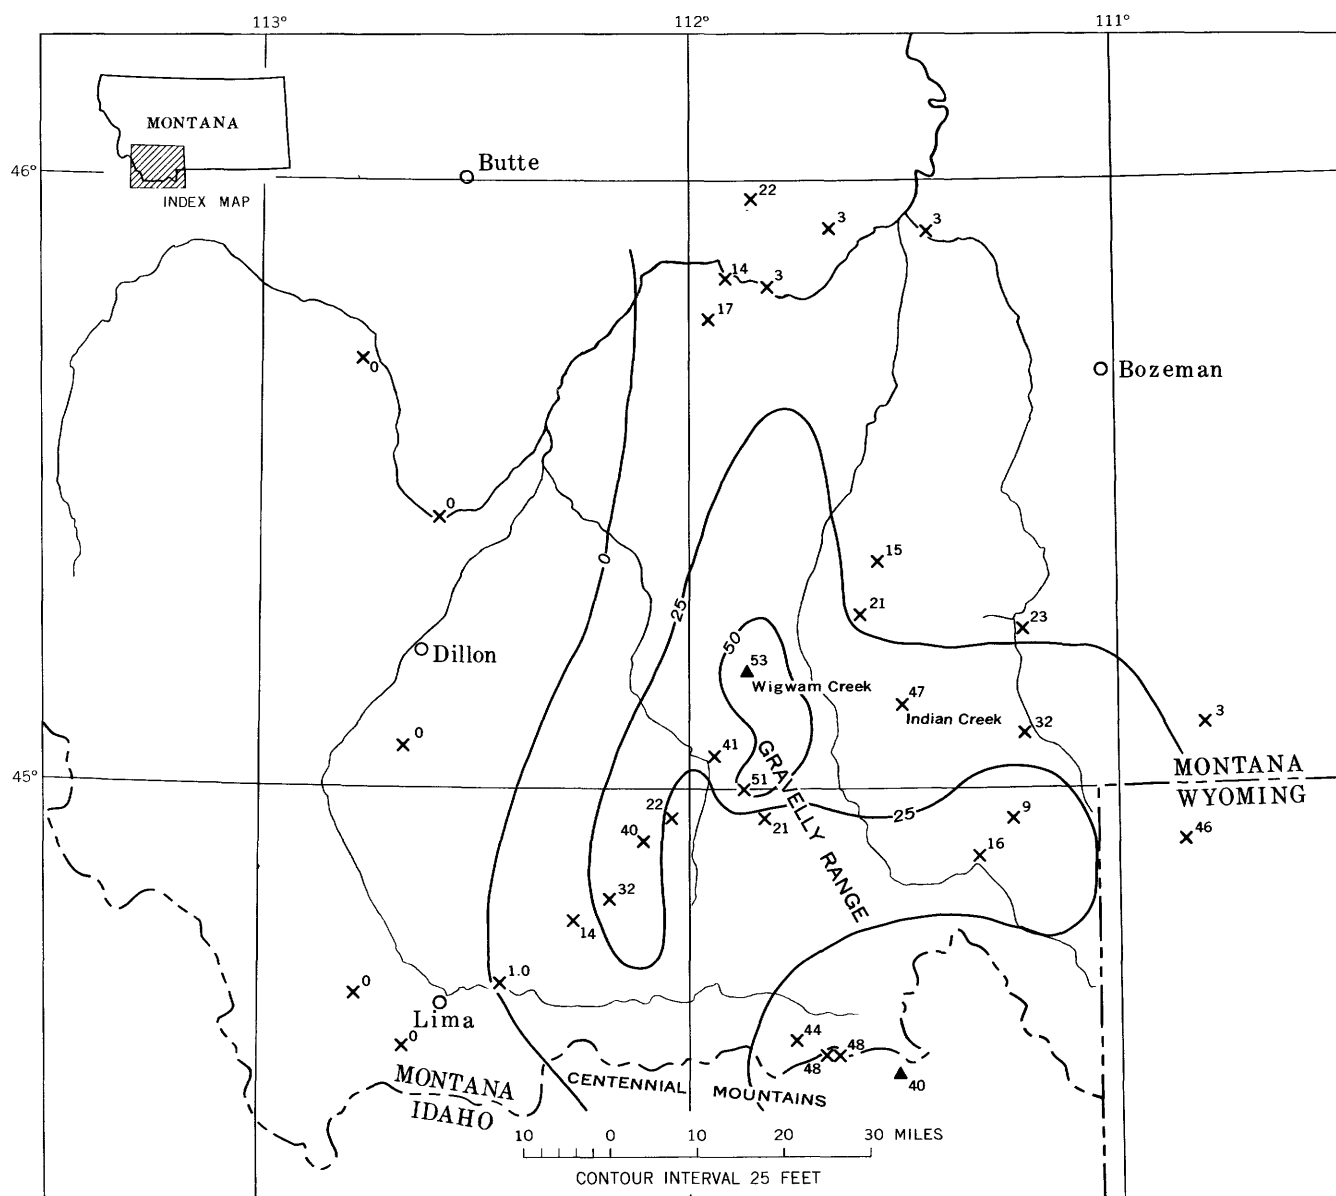 113°
112°
111°
MONTANA
46°
Butte
INDEX MAP
22
3
3
14
3
17
0
Bozeman
0
15
0
25
21
23
50
Dillon
53
Wigwam Creek
47
Indian Creek
3
32
0
41
45°
MONTANA
51
GRAVELLY RANGE
WYOMING
22
25
9
21
40
46
16
32
14
1.0
0
Lima
44
0
48
48
40
MONTANA
CENTENNIAL MOUNTAINS
IDAHO
10 0 10 20 30 MILES
CONTOUR INTERVAL 25 FEET